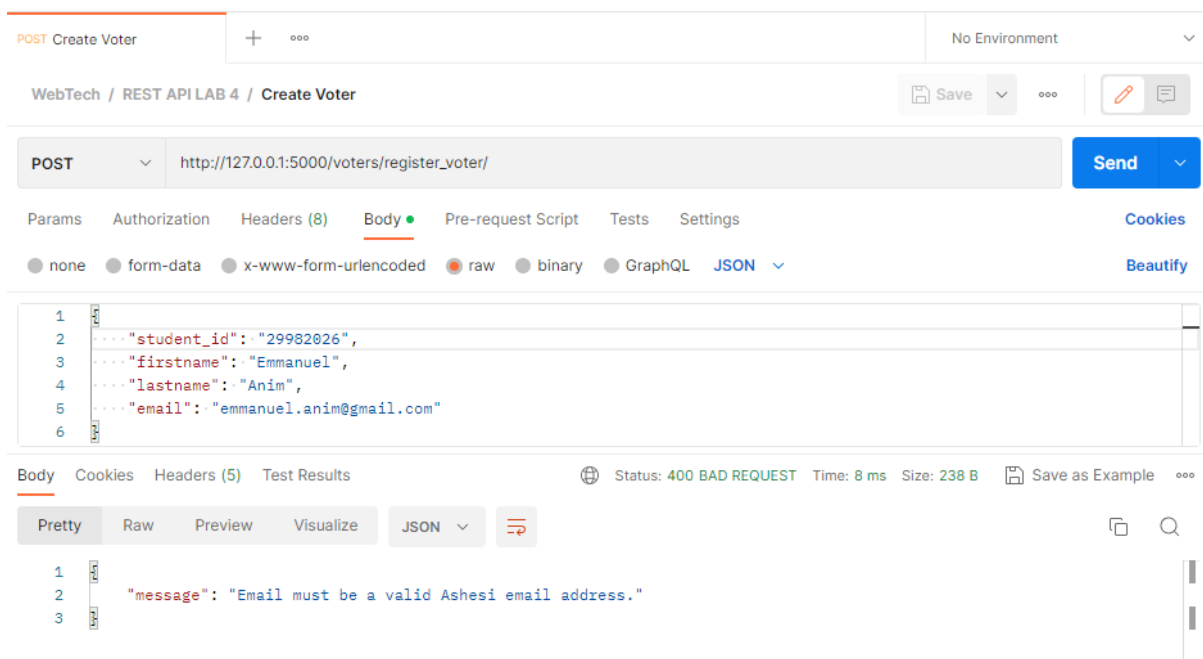 POST Create Voter
No Environment
WebTech / REST API LAB 4 / Create Voter
Save
POST http://127.0.0.1:5000/voters/register_voter/ Send
Params Authorization Headers (8) Body Pre-request Script Tests Settings Cookies
none form-data x-www-form-urlencoded raw binary GraphQL JSON Beautify
1 {
2 "student_id": "29982026",
3 "firstname": "Emmanuel",
4 "lastname": "Anim",
5 "email": "emmanuel.anim@gmail.com"
6 }
Body Cookies Headers (5) Test Results Status: 400 BAD REQUEST Time: 8 ms Size: 238 B Save as Example
Pretty Raw Preview Visualize JSON
1 {
2 "message": "Email must be a valid Ashesi email address."
3 }